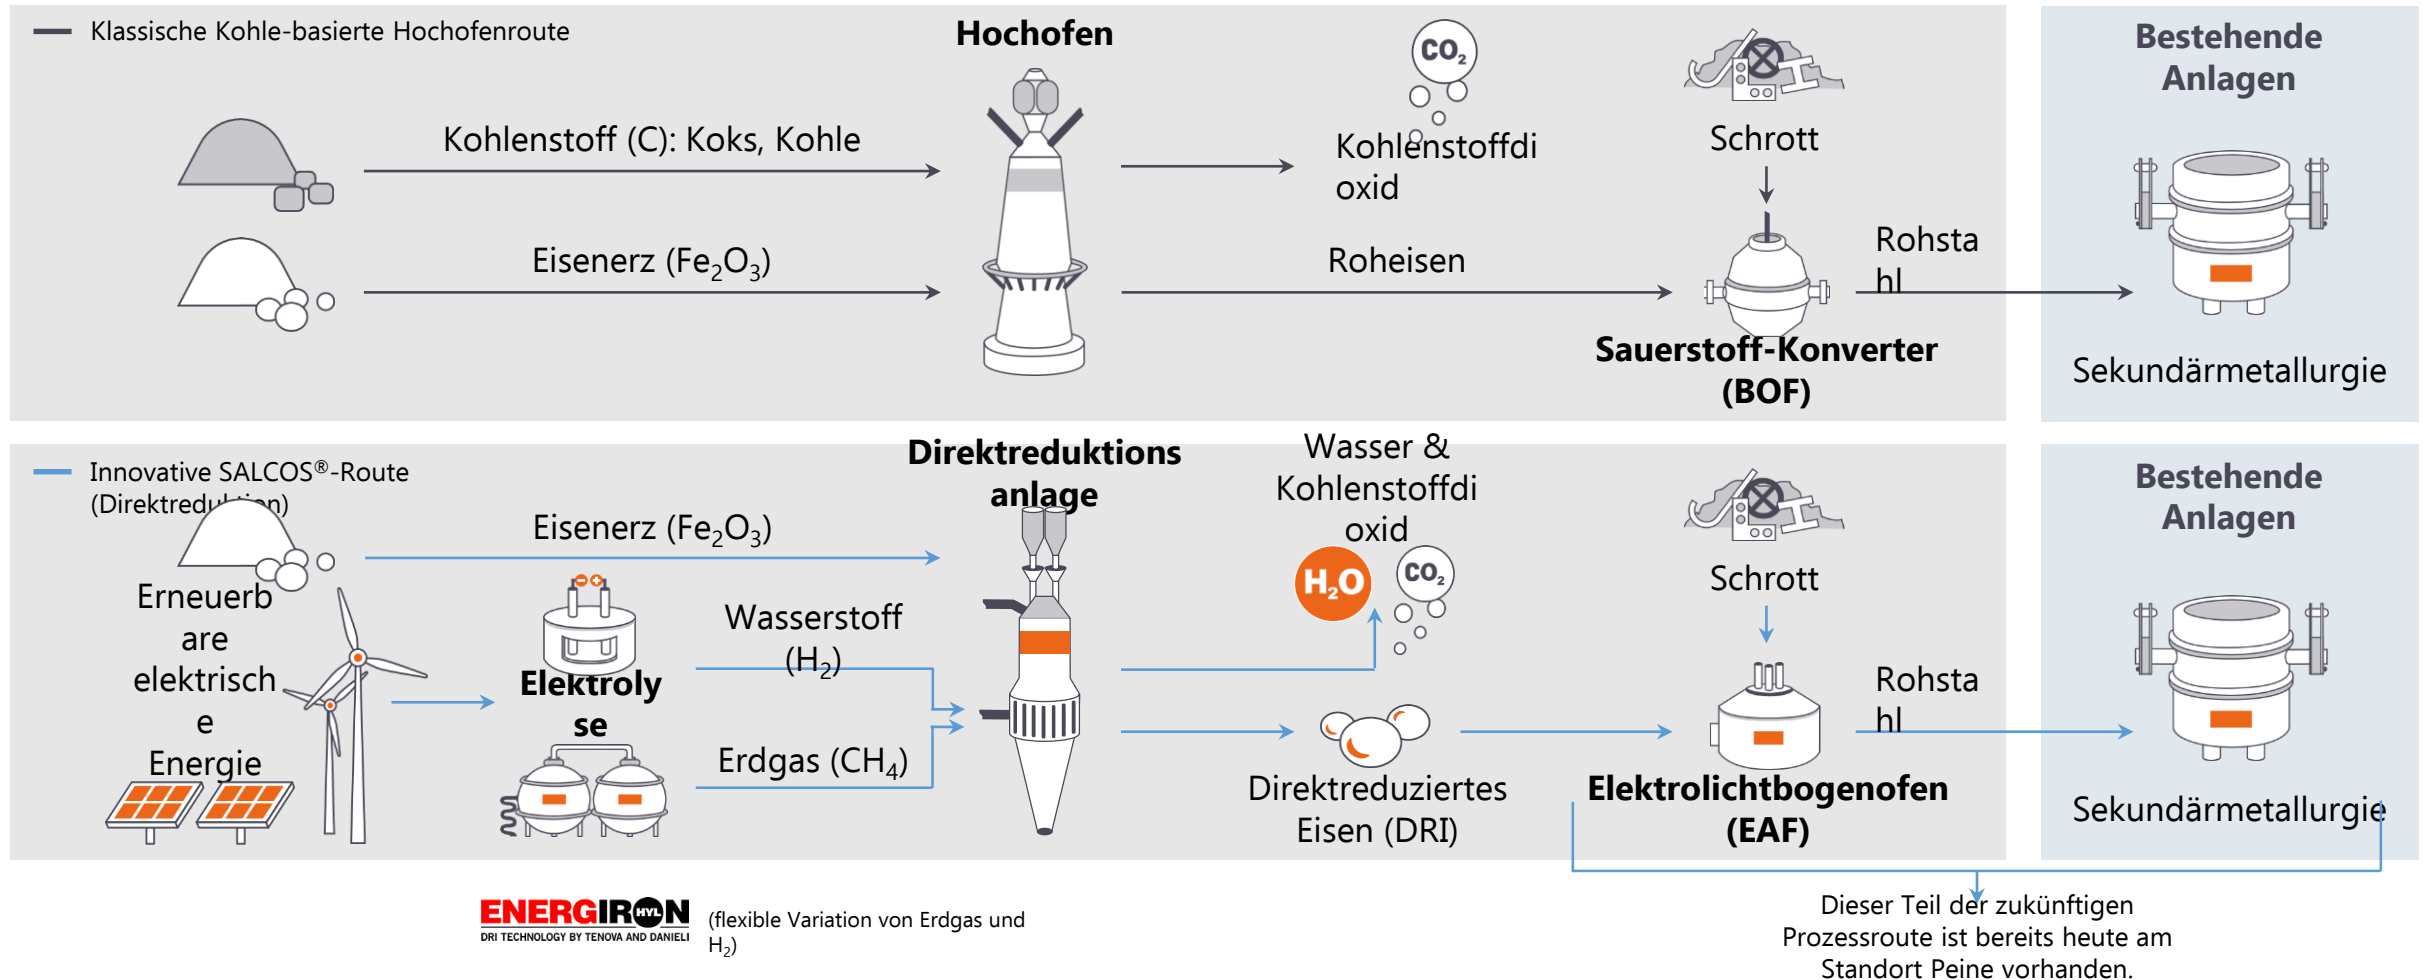 Klassische Kohle-basierte Hochofenroute
Hochofen
CO₂
Kohlenstoff (C): Koks, Kohle
Kohlenstoffdi
oxid
Schrott
Eisenerz (Fe₂O₃)
Roheisen
Rohsta
hl
Sauerstoff-Konverter
(BOF)
Bestehende
Anlagen
Sekundärmetallurgie
Innovative SALCOS®-Route
(Direktreduktion)
Direktreduktions
anlage
Wasser &
Kohlenstoffdi
oxid
H₂O
CO₂
Eisenerz (Fe₂O₃)
Erneuerb
are
elektrisch
e
Energie
Elektroly
se
Wasserstoff
(H₂)
Erdgas (CH₄)
Direktreduziertes
Eisen (DRI)
Schrott
Rohsta
hl
Elektrolichtbogenofen
(EAF)
Bestehende
Anlagen
Sekundärmetallurgie
ENERGIRON
HYL
DRI TECHNOLOGY BY TENOVA AND DANIELI
(flexible Variation von Erdgas und
H₂)
Dieser Teil der zukünftigen
Prozessroute ist bereits heute am
Standort Peine vorhanden.